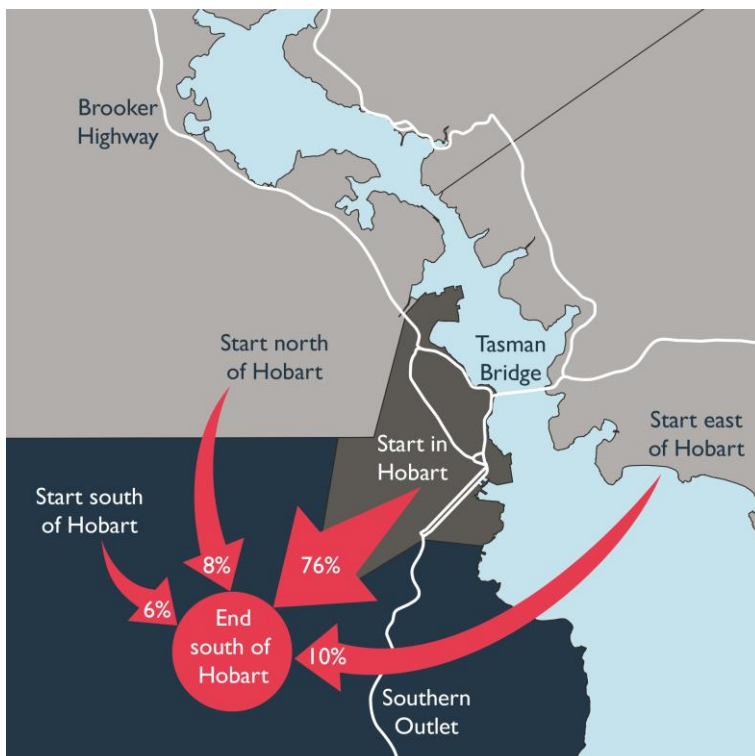 Brooker
Highway
Start north
of Hobart
Tasman
Bridge
Start in
Hobart
Start east
of Hobart
Start south
of Hobart
8%
76%
6%
End
south of
Hobart
10%
Southern
Outlet